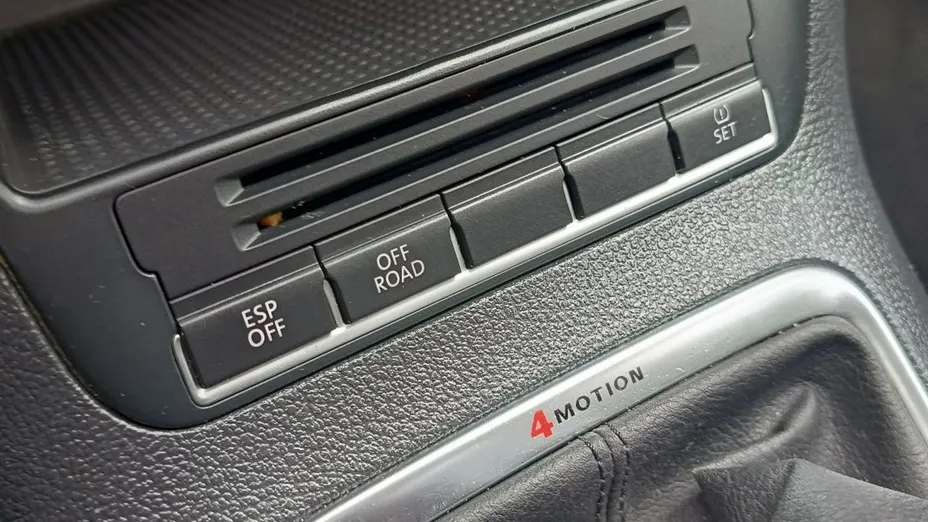 ESP
OFF
OFF
ROAD
SET
4MOTION